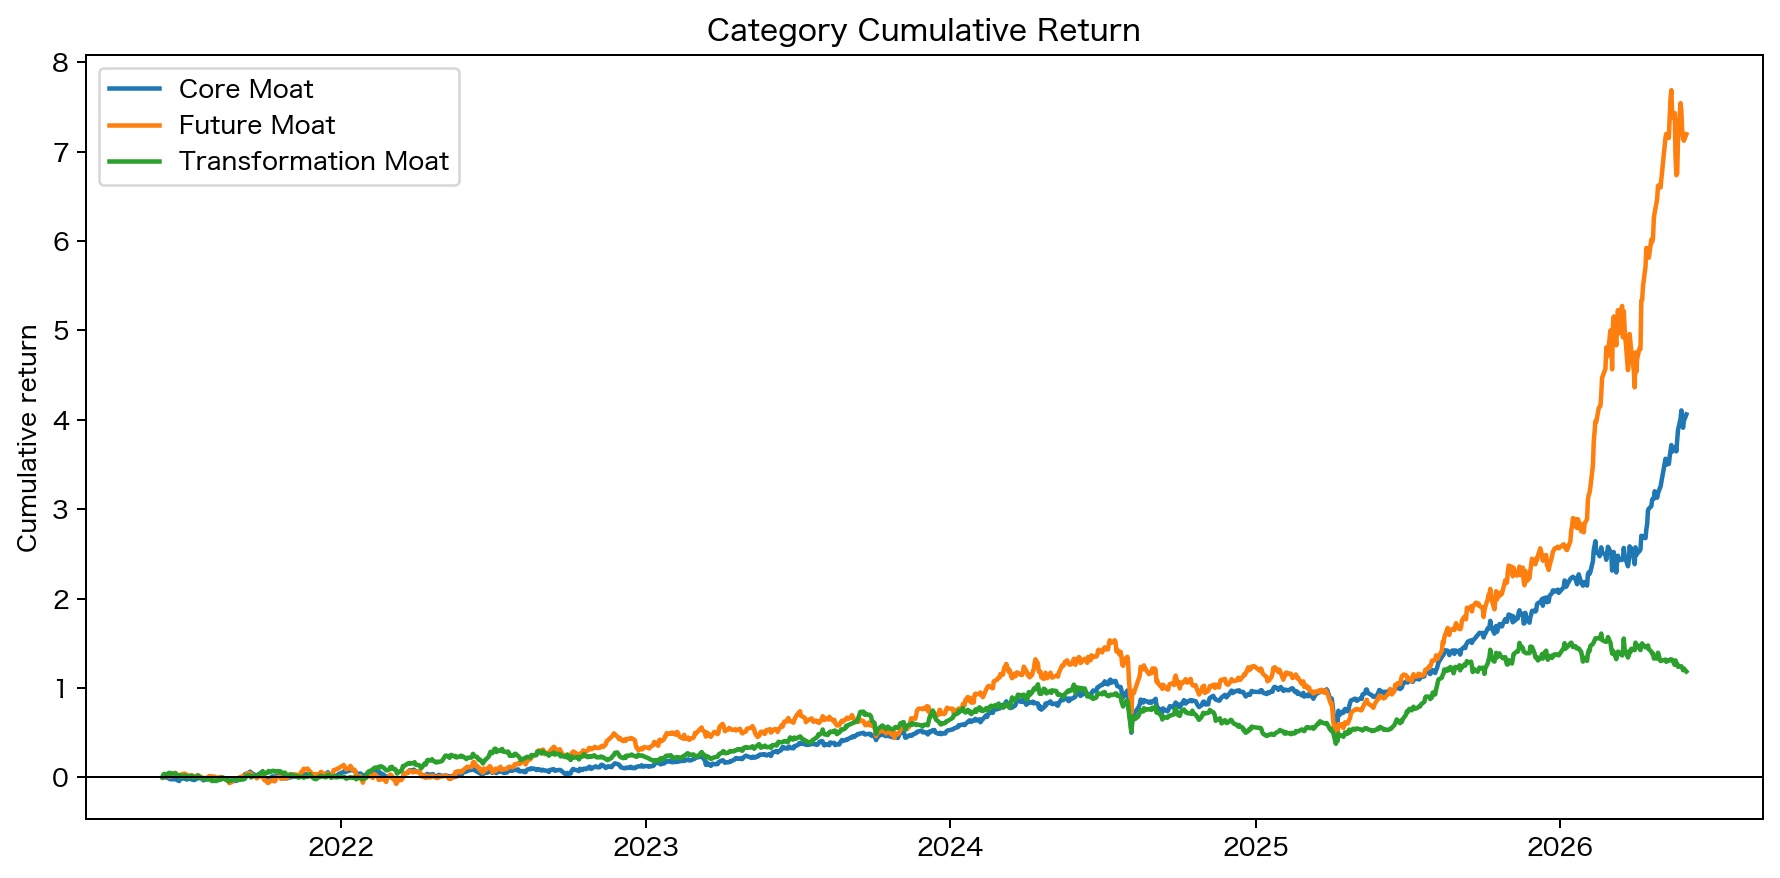 Category Cumulative Return
Core Moat
Future Moat
Transformation Moat
Cumulative return
8
7
6
5
4
3
2
1
0
2022
2023
2024
2025
2026